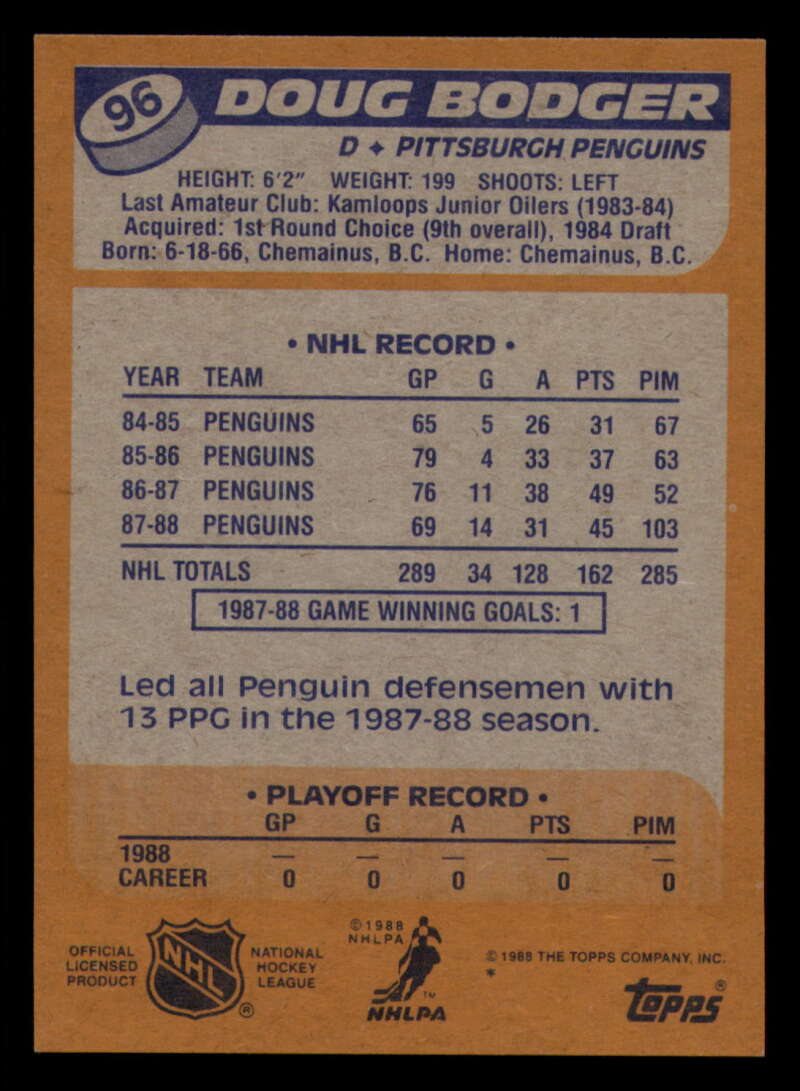 96
DOUG BODGER
D ✦ PITTSBURGH PENGUINS
HEIGHT: 6'2" WEIGHT: 199 SHOOTS: LEFT
Last Amateur Club: Kamloops Junior Oilers (1983-84)
Acquired: 1st Round Choice (9th overall), 1984 Draft
Born: 6-18-66, Chemainus, B.C. Home: Chemainus, B.C.
• NHL RECORD •
YEAR TEAM GP G A PTS PIM
84-85 PENGUINS 65 5 26 31 67
85-86 PENGUINS 79 4 33 37 63
86-87 PENGUINS 76 11 38 49 52
87-88 PENGUINS 69 14 31 45 103
NHL TOTALS 289 34 128 162 285
1987-88 GAME WINNING GOALS: 1
Led all Penguin defensemen with
13 PPG in the 1987-88 season.
• PLAYOFF RECORD •
GP G A PTS PIM
1988 — — — — —
CAREER 0 0 0 0 0
OFFICIAL
LICENSED
PRODUCT
NHL
®
NATIONAL
HOCKEY
LEAGUE
©1988
NHLPA
TM
NHLPA
© 1988 THE TOPPS COMPANY, INC.
*
topps®